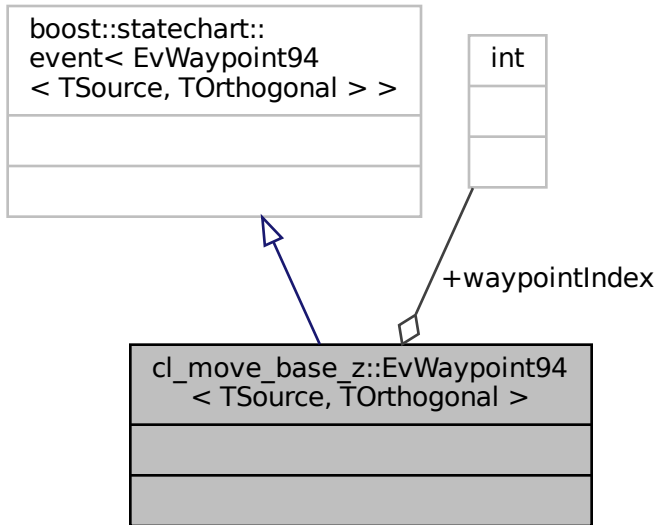 boost::statechart::
event< EvWaypoint94
< TSource, TOrthogonal > >
int
+waypointIndex
cl_move_base_z::EvWaypoint94
< TSource, TOrthogonal >